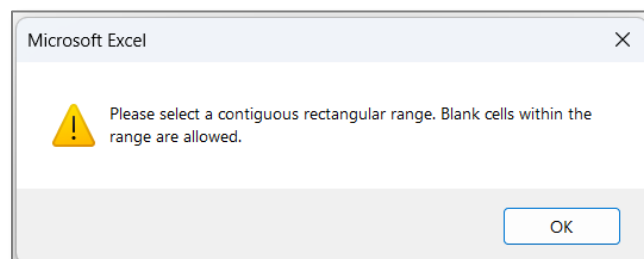 Microsoft Excel
Please select a contiguous rectangular range. Blank cells within the
range are allowed.
OK